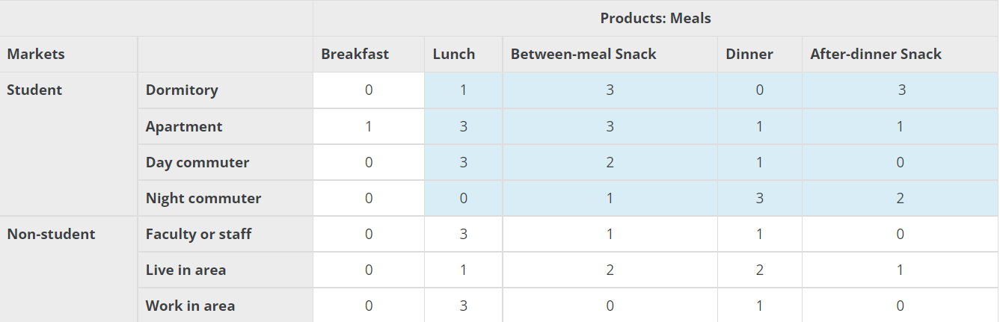 Products: Meals
Markets Breakfast Lunch Between-meal Snack Dinner After-dinner Snack
Student Dormitory 0 1 3 0 3
Apartment 1 3 3 1 1
Day commuter 0 3 2 1 0
Night commuter 0 0 1 3 2
Non-student Faculty or staff 0 3 1 1 0
Live in area 0 1 2 2 1
Work in area 0 3 0 1 0